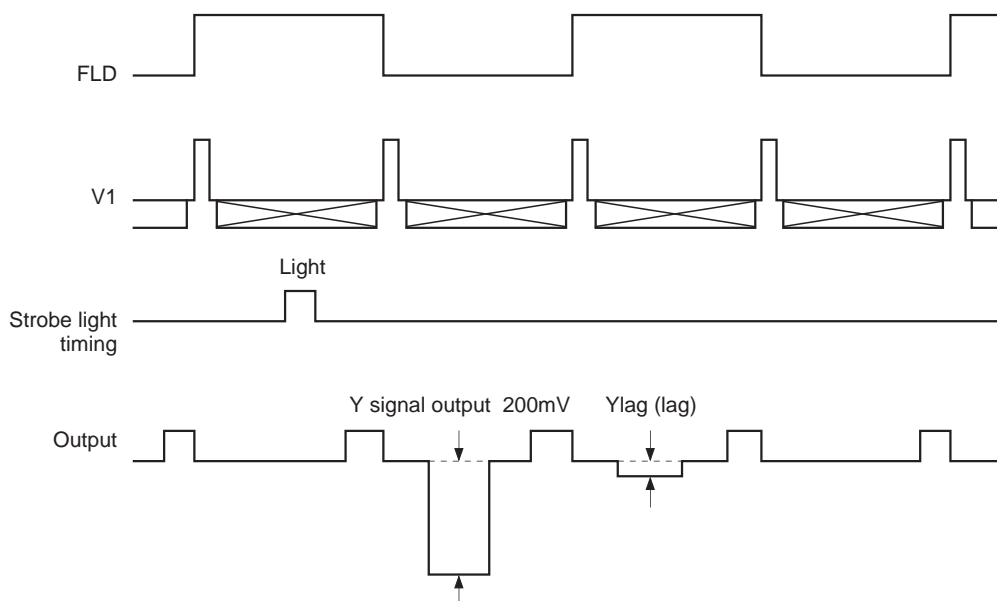 FLD
V1
Light
Strobe light
timing
Y signal output 200mV
Ylag (lag)
Output